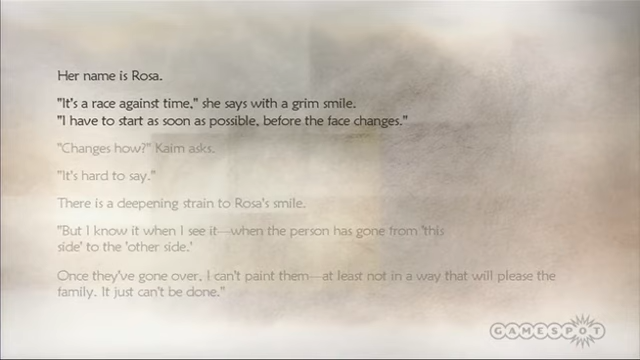 Her name is Rosa.
"It's a race against time," she says with a grim smile.
"I have to start as soon as possible, before the face changes."
"Changes how?" Kaim asks.
"It's hard to say."
There is a deepening strain to Rosa's smile.
"But I know it when I see it—when the person has gone from 'this
side' to the 'other side.'
Once they've gone over, I can't paint them—at least not in a way that will please the
family. It just can't be done."
GAMESPOT